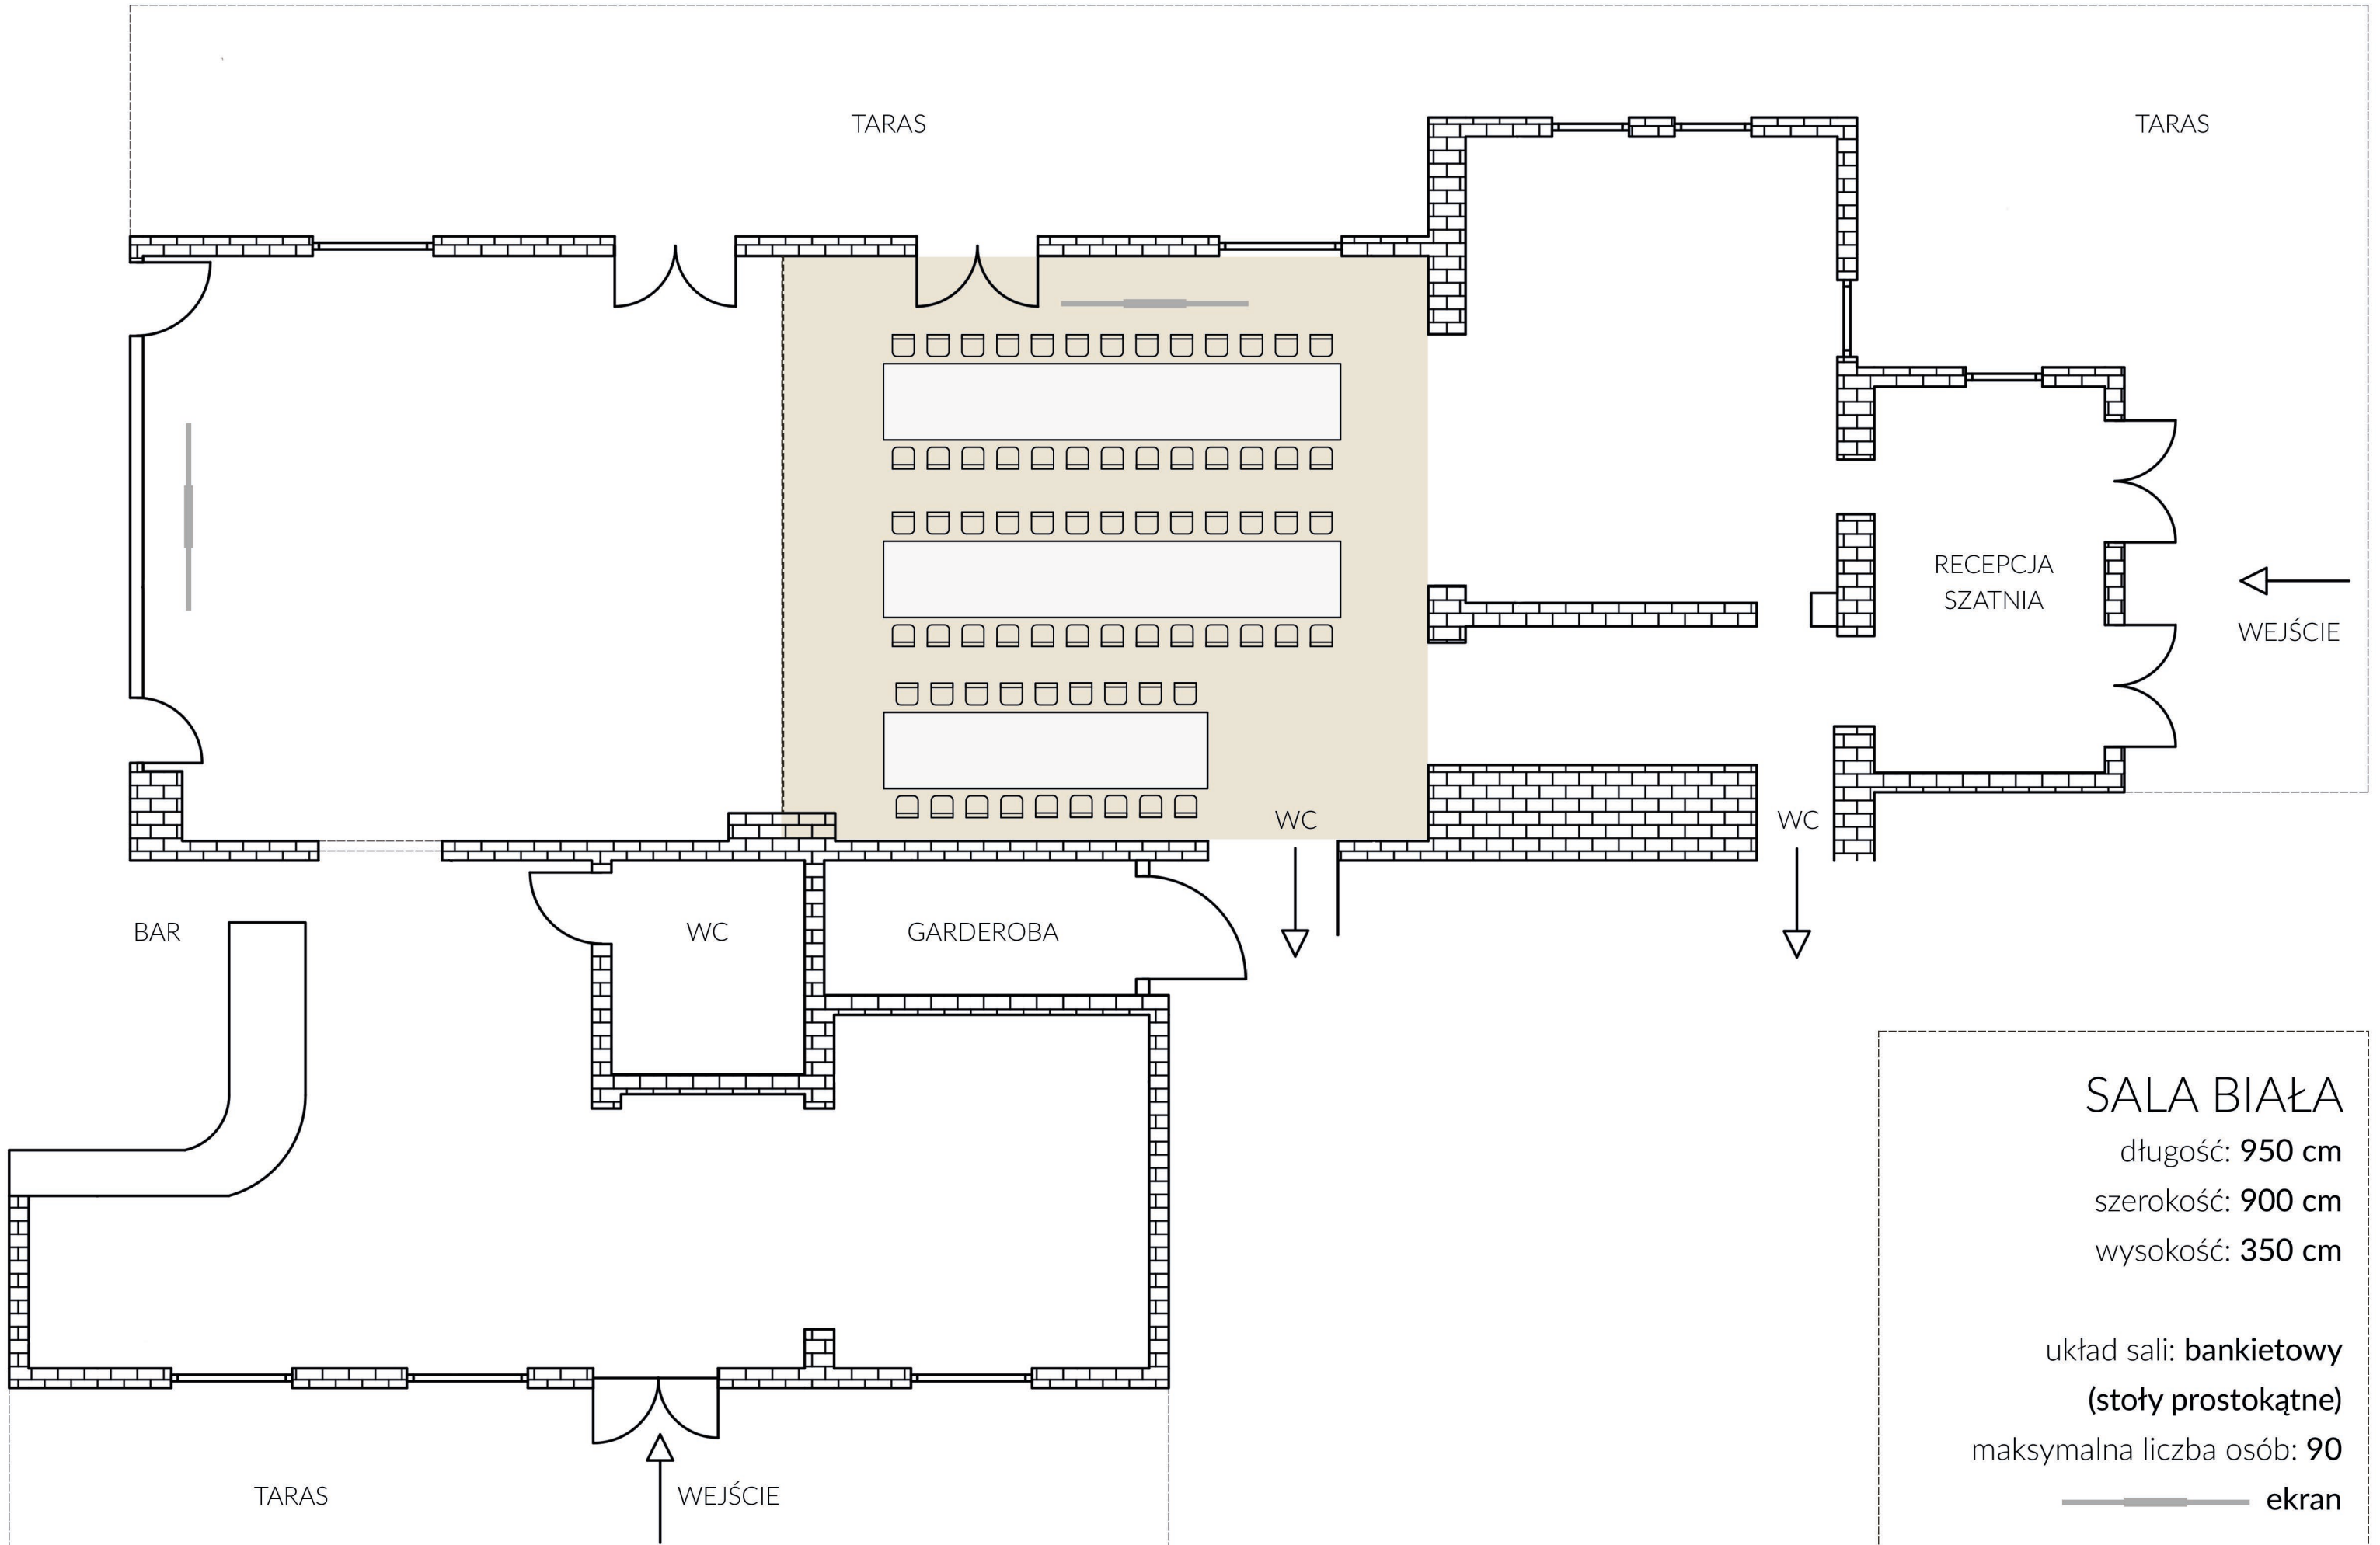 TARAS
TARAS
RECEPCJA
SZATNIA
WEJŚCIE
WC
WC
BAR
WC
GARDEROBA
SALA BIAŁA
długość: 950 cm
szerokość: 900 cm
wysokość: 350 cm
układ sali: bankietowy
(stoły prostokątne)
maksymalna liczba osób: 90
ekran
TARAS
WEJŚCIE